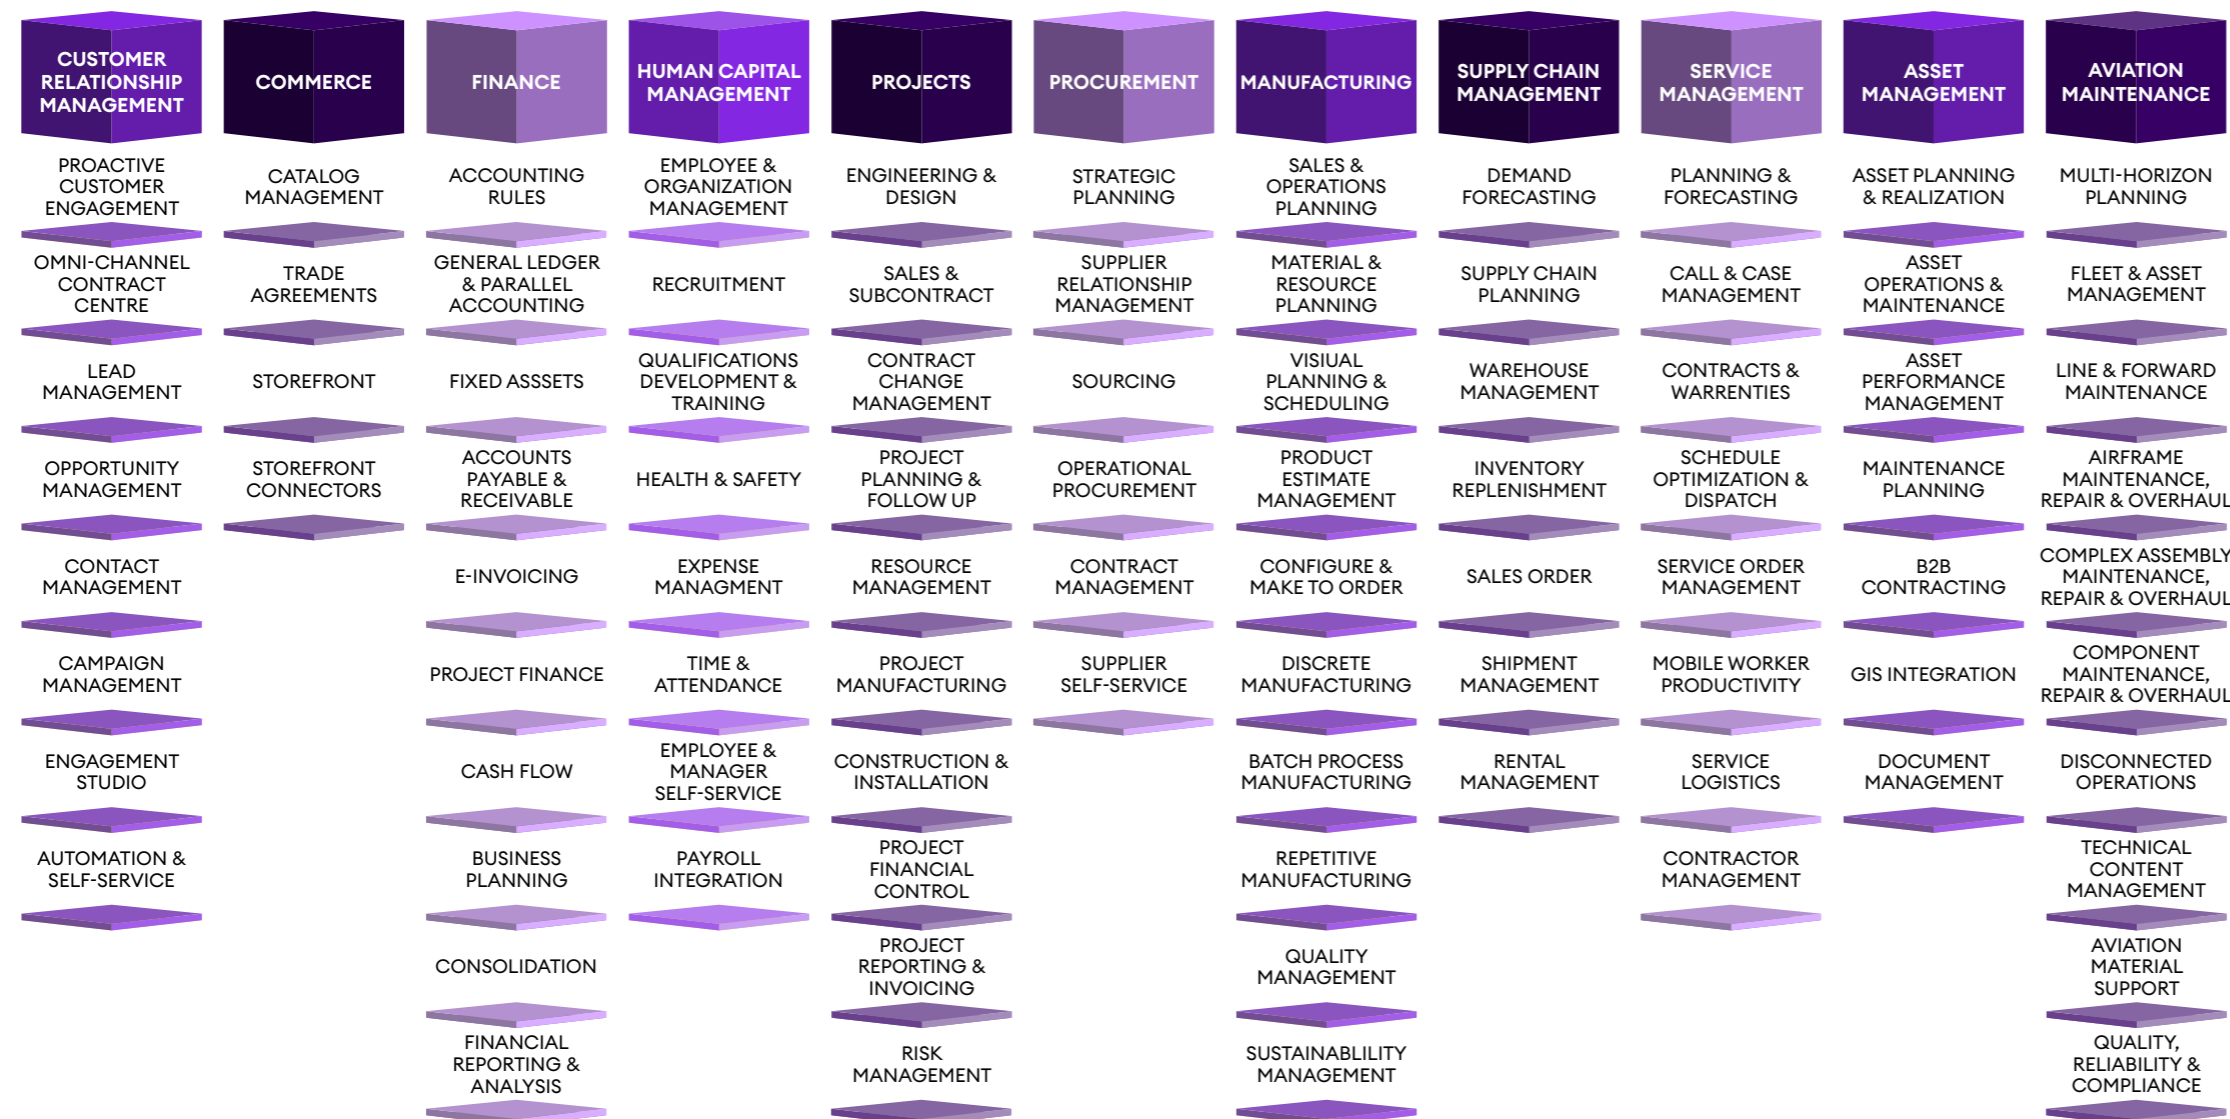 CUSTOMER
RELATIONSHIP
MANAGEMENT
PROACTIVE
CUSTOMER
ENGAGEMENT
OMNI-CHANNEL
CONTRACT
CENTRE
LEAD
MANAGEMENT
OPPORTUNITY
MANAGEMENT
CONTACT
MANAGEMENT
CAMPAIGN
MANAGEMENT
ENGAGEMENT
STUDIO
AUTOMATION &
SELF-SERVICE
COMMERCE
CATALOG
MANAGEMENT
TRADE
AGREEMENTS
STOREFRONT
STOREFRONT
CONNECTORS
FINANCE
ACCOUNTING
RULES
GENERAL LEDGER
& PARALLEL
ACCOUNTING
FIXED ASSSETS
ACCOUNTS
PAYABLE &
RECEIVABLE
E-INVOICING
PROJECT FINANCE
CASH FLOW
BUSINESS
PLANNING
CONSOLIDATION
FINANCIAL
REPORTING &
ANALYSIS
HUMAN CAPITAL
MANAGEMENT
EMPLOYEE &
ORGANIZATION
MANAGEMENT
RECRUITMENT
QUALIFICATIONS
DEVELOPMENT &
TRAINING
HEALTH & SAFETY
EXPENSE
MANAGMENT
TIME &
ATTENDANCE
EMPLOYEE &
MANAGER
SELF-SERVICE
PAYROLL
INTEGRATION
PROJECTS
ENGINEERING &
DESIGN
SALES &
SUBCONTRACT
CONTRACT
CHANGE
MANAGEMENT
PROJECT
PLANNING &
FOLLOW UP
RESOURCE
MANAGEMENT
PROJECT
MANUFACTURING
CONSTRUCTION &
INSTALLATION
PROJECT
FINANCIAL
CONTROL
PROJECT
REPORTING &
INVOICING
RISK
MANAGEMENT
PROCUREMENT
STRATEGIC
PLANNING
SUPPLIER
RELATIONSHIP
MANAGEMENT
SOURCING
OPERATIONAL
PROCUREMENT
CONTRACT
MANAGEMENT
SUPPLIER
SELF-SERVICE
MANUFACTURING
SALES &
OPERATIONS
PLANNING
MATERIAL &
RESOURCE
PLANNING
VISUAL
PLANNING &
SCHEDULING
PRODUCT
ESTIMATE
MANAGEMENT
CONFIGURE &
MAKE TO ORDER
DISCRETE
MANUFACTURING
BATCH PROCESS
MANUFACTURING
REPETITIVE
MANUFACTURING
QUALITY
MANAGEMENT
SUSTAINABLILITY
MANAGEMENT
SUPPLY CHAIN
MANAGEMENT
DEMAND
FORECASTING
SUPPLY CHAIN
PLANNING
WAREHOUSE
MANAGEMENT
INVENTORY
REPLENISHMENT
SALES ORDER
SHIPMENT
MANAGEMENT
RENTAL
MANAGEMENT
SERVICE
MANAGEMENT
PLANNING &
FORECASTING
CALL & CASE
MANAGEMENT
CONTRACTS &
WARRENTIES
SCHEDULE
OPTIMIZATION &
DISPATCH
SERVICE ORDER
MANAGEMENT
MOBILE WORKER
PRODUCTIVITY
SERVICE
LOGISTICS
CONTRACTOR
MANAGEMENT
ASSET
MANAGEMENT
ASSET PLANNING
& REALIZATION
ASSET
OPERATIONS &
MAINTENANCE
ASSET
PERFORMANCE
MANAGEMENT
MAINTENANCE
PLANNING
B2B
CONTRACTING
GIS INTEGRATION
DOCUMENT
MANAGEMENT
AVIATION
MAINTENANCE
MULTI-HORIZON
PLANNING
FLEET & ASSET
MANAGEMENT
LINE & FORWARD
MAINTENANCE
AIRFRAME
MAINTENANCE,
REPAIR & OVERHAUL
COMPLEX ASSEMBLY
MAINTENANCE,
REPAIR & OVERHAUL
COMPONENT
MAINTENANCE,
REPAIR & OVERHAUL
DISCONNECTED
OPERATIONS
TECHNICAL
CONTENT
MANAGEMENT
AVIATION
MATERIAL
SUPPORT
QUALITY,
RELIABILITY &
COMPLIANCE